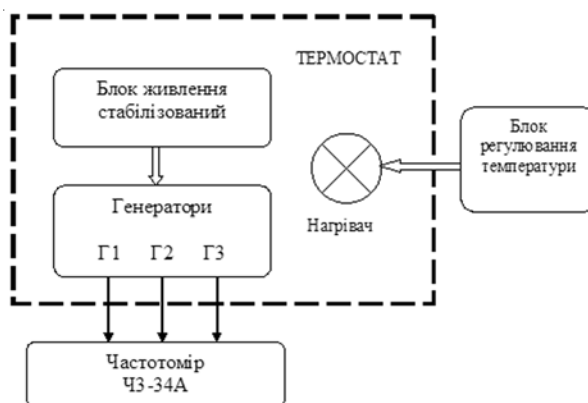 ТЕРМОСТАТ
Блок живлення
стабілізований
Блок
регулювання
температури
Генератори
Г1 Г2 Г3
Нагрівач
Частотомір
ЧЗ-34А